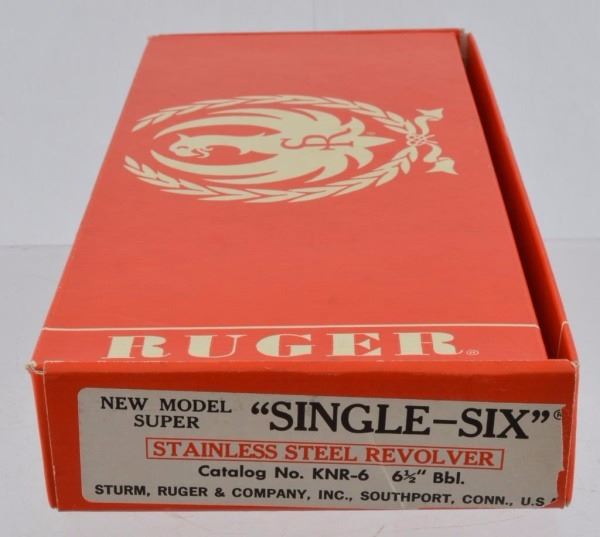 RUGER®
NEW MODEL
SUPER "SINGLE-SIX"®
STAINLESS STEEL REVOLVER
Catalog No. KNR-6 6½" Bbl.
STURM, RUGER & COMPANY, INC., SOUTHPORT, CONN., U.S.A